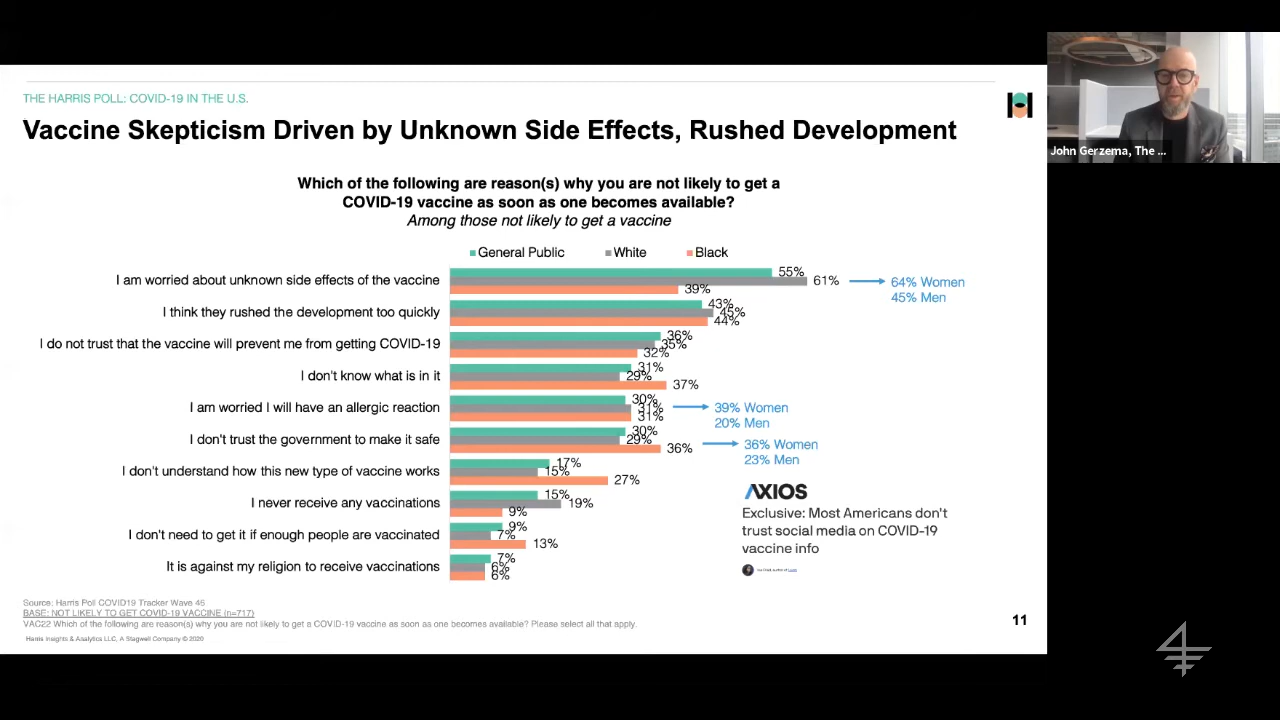 THE HARRIS POLL: COVID-19 IN THE U.S.
Vaccine Skepticism Driven by Unknown Side Effects, Rushed Development
John Gerzema, The ...
Which of the following are reason(s) why you are not likely to get a
COVID-19 vaccine as soon as one becomes available?
Among those not likely to get a vaccine
General Public White Black
I am worried about unknown side effects of the vaccine
55%
61%
39%
64% Women
45% Men
I think they rushed the development too quickly
43%
45%
44%
I do not trust that the vaccine will prevent me from getting COVID-19
36%
35%
32%
I don't know what is in it
31%
29%
37%
I am worried I will have an allergic reaction
30%
31%
31%
39% Women
20% Men
I don't trust the government to make it safe
30%
29%
36%
36% Women
23% Men
I don't understand how this new type of vaccine works
17%
15%
27%
I never receive any vaccinations
15%
19%
9%
I don't need to get it if enough people are vaccinated
9%
7%
13%
It is against my religion to receive vaccinations
7%
6%
6%
AXIOS
Exclusive: Most Americans don't
trust social media on COVID-19
vaccine info
Source: Harris Poll COVID19 Tracker Wave 46
BASE: NOT LIKELY TO GET COVID-19 VACCINE (n=717)
VAC22 Which of the following are reason(s) why you are not likely to get a COVID-19 vaccine as soon as one becomes available? Please select all that apply.
Harris Insights & Analytics LLC, A Stagwell Company © 2020
11